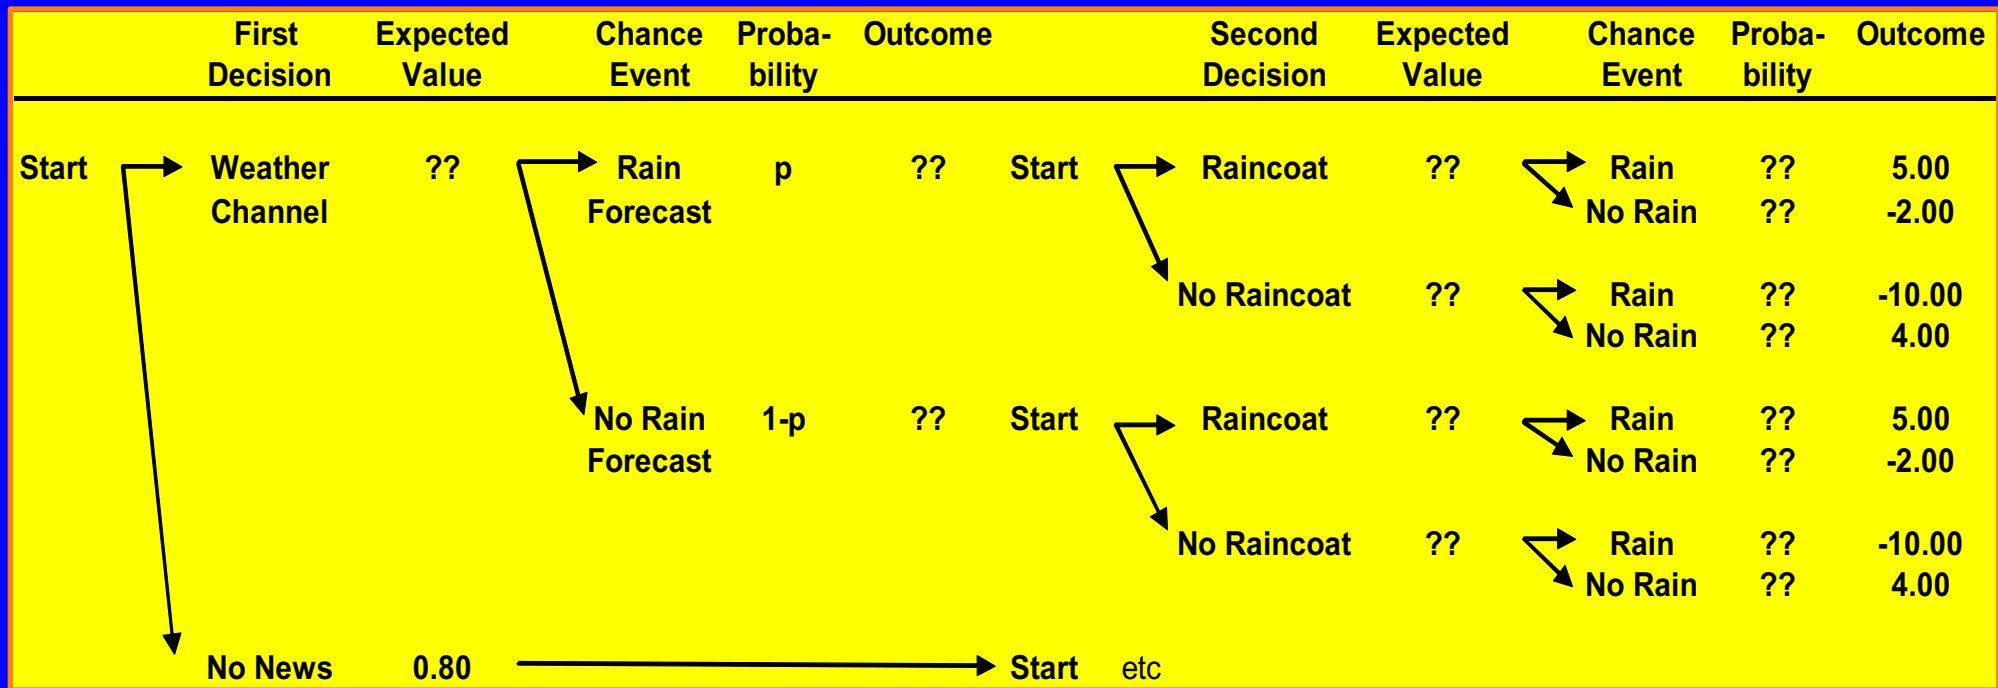 First Expected Chance Proba- Outcome Second Expected Chance Proba- Outcome
Decision Value Event bility Decision Value Event bility
Start Weather ?? Rain p ?? Start Raincoat ?? Rain ?? 5.00
Channel Forecast No Rain ?? -2.00
No Raincoat ?? Rain ?? -10.00
No Rain ?? 4.00
No Rain 1-p ?? Start Raincoat ?? Rain ?? 5.00
Forecast No Rain ?? -2.00
No Raincoat ?? Rain ?? -10.00
No Rain ?? 4.00
No News 0.80 Start etc